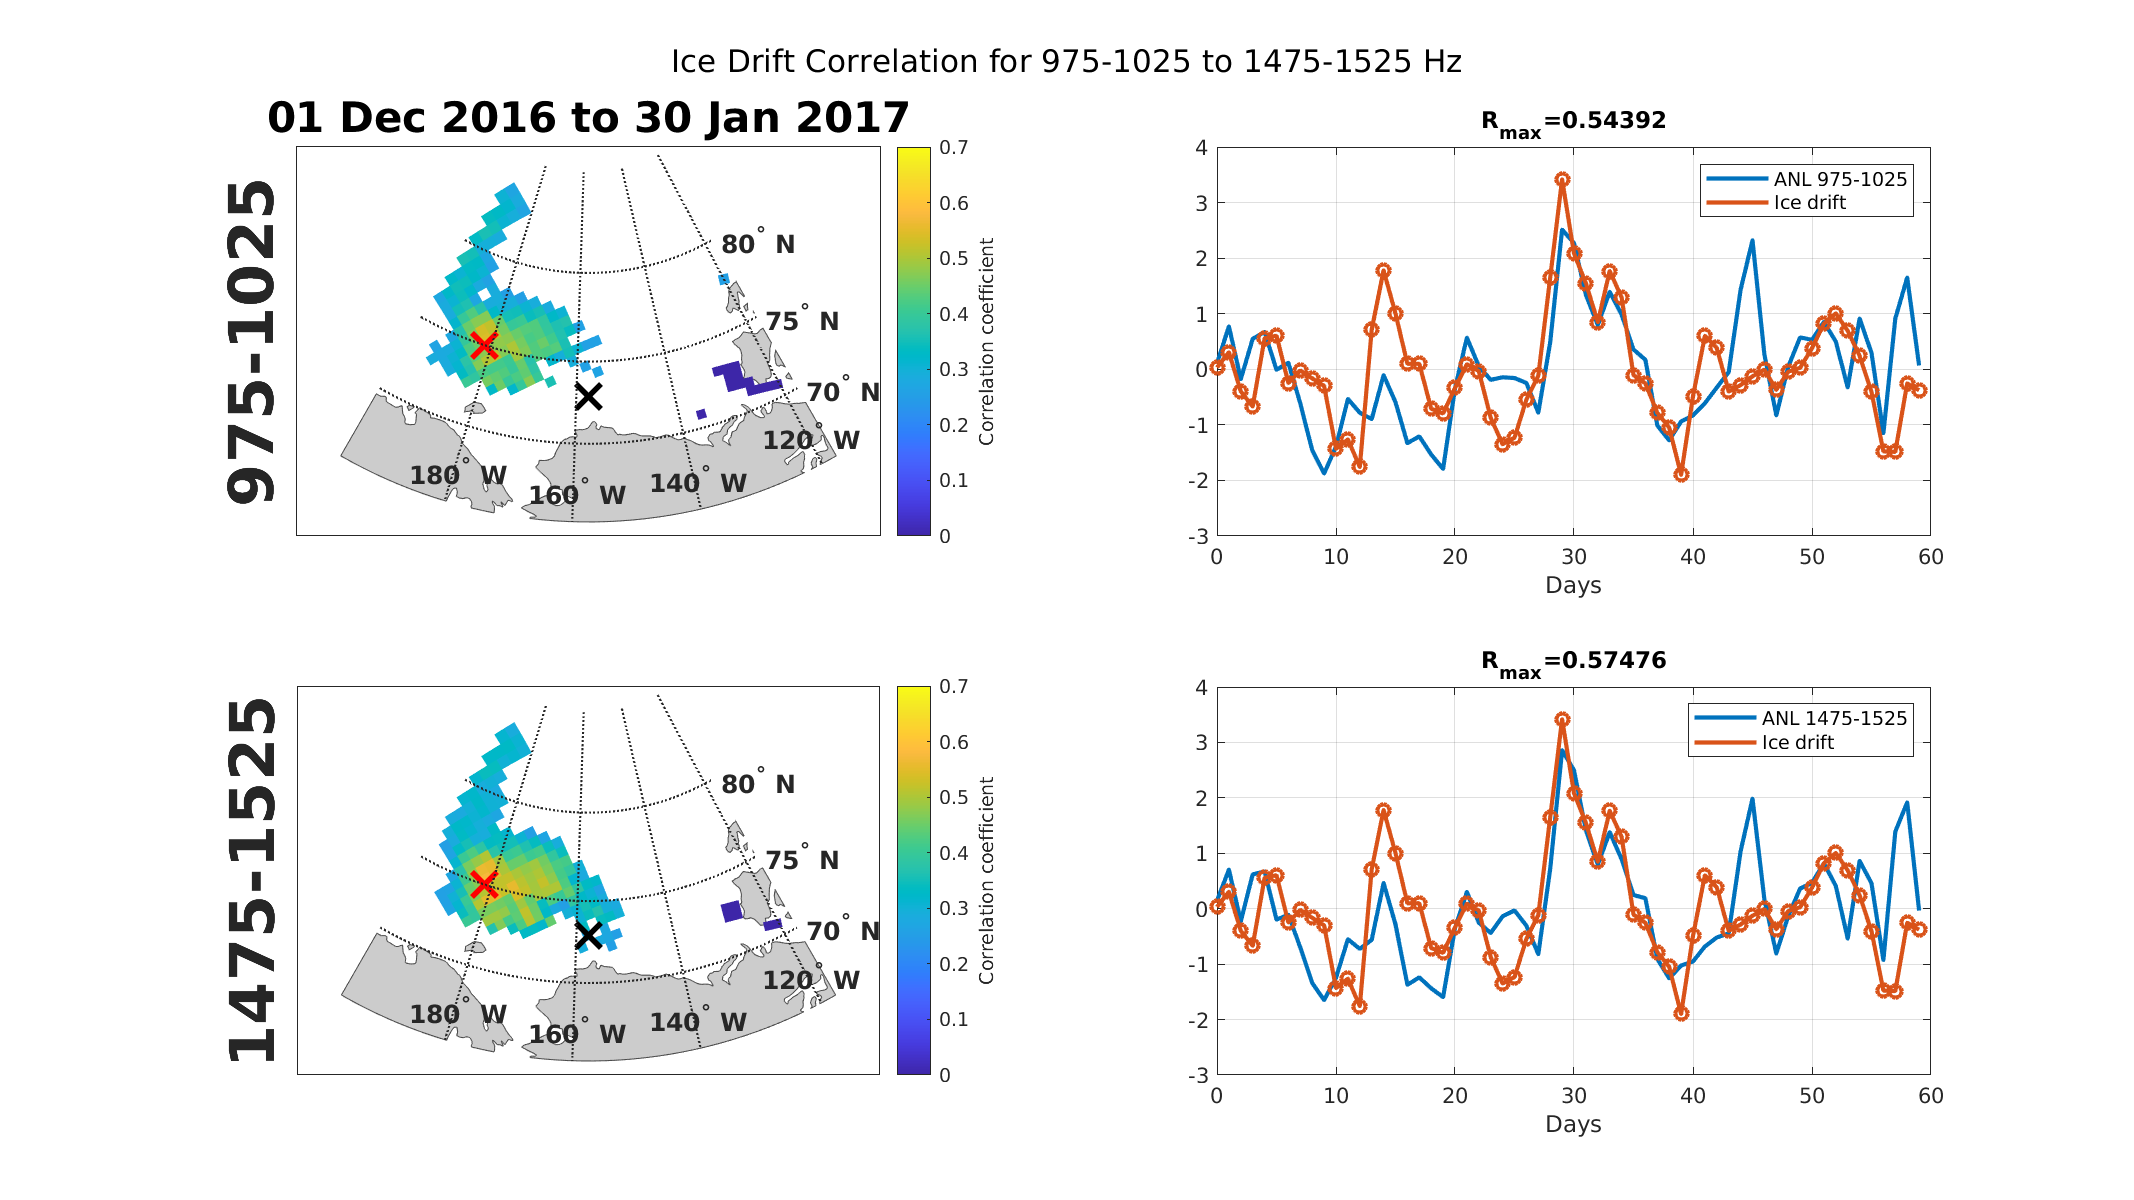 Ice Drift Correlation for 975-1025 to 1475-1525 Hz
01 Dec 2016 to 30 Jan 2017
975-1025
80° N
75° N
70° N
120° W
180° W
160° W
140° W
0.7
0.6
0.5
0.4
0.3
0.2
0.1
0
Correlation coefficient
Rmax=0.54392
ANL 975-1025
Ice drift
4
3
2
1
0
-1
-2
-3
0 10 20 30 40 50 60
Days
1475-1525
80° N
75° N
70° N
120° W
180° W
160° W
140° W
0.7
0.6
0.5
0.4
0.3
0.2
0.1
0
Correlation coefficient
Rmax=0.57476
ANL 1475-1525
Ice drift
4
3
2
1
0
-1
-2
-3
0 10 20 30 40 50 60
Days